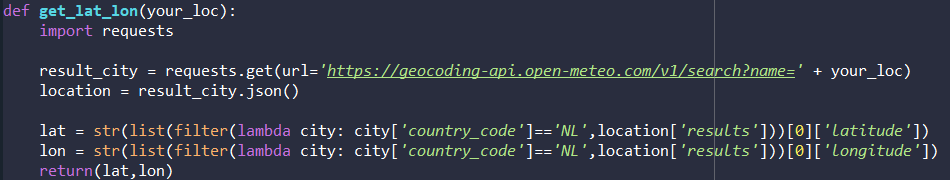 def get_lat_lon(your_loc):
import requests
result_city = requests.get(url='https://geocoding-api.open-meteo.com/v1/search?name=' + your_loc)
location = result_city.json()
lat = str(list(filter(lambda city: city['country_code']=='NL',location['results']))[0]['latitude'])
lon = str(list(filter(lambda city: city['country_code']=='NL',location['results']))[0]['longitude'])
return(lat,lon)